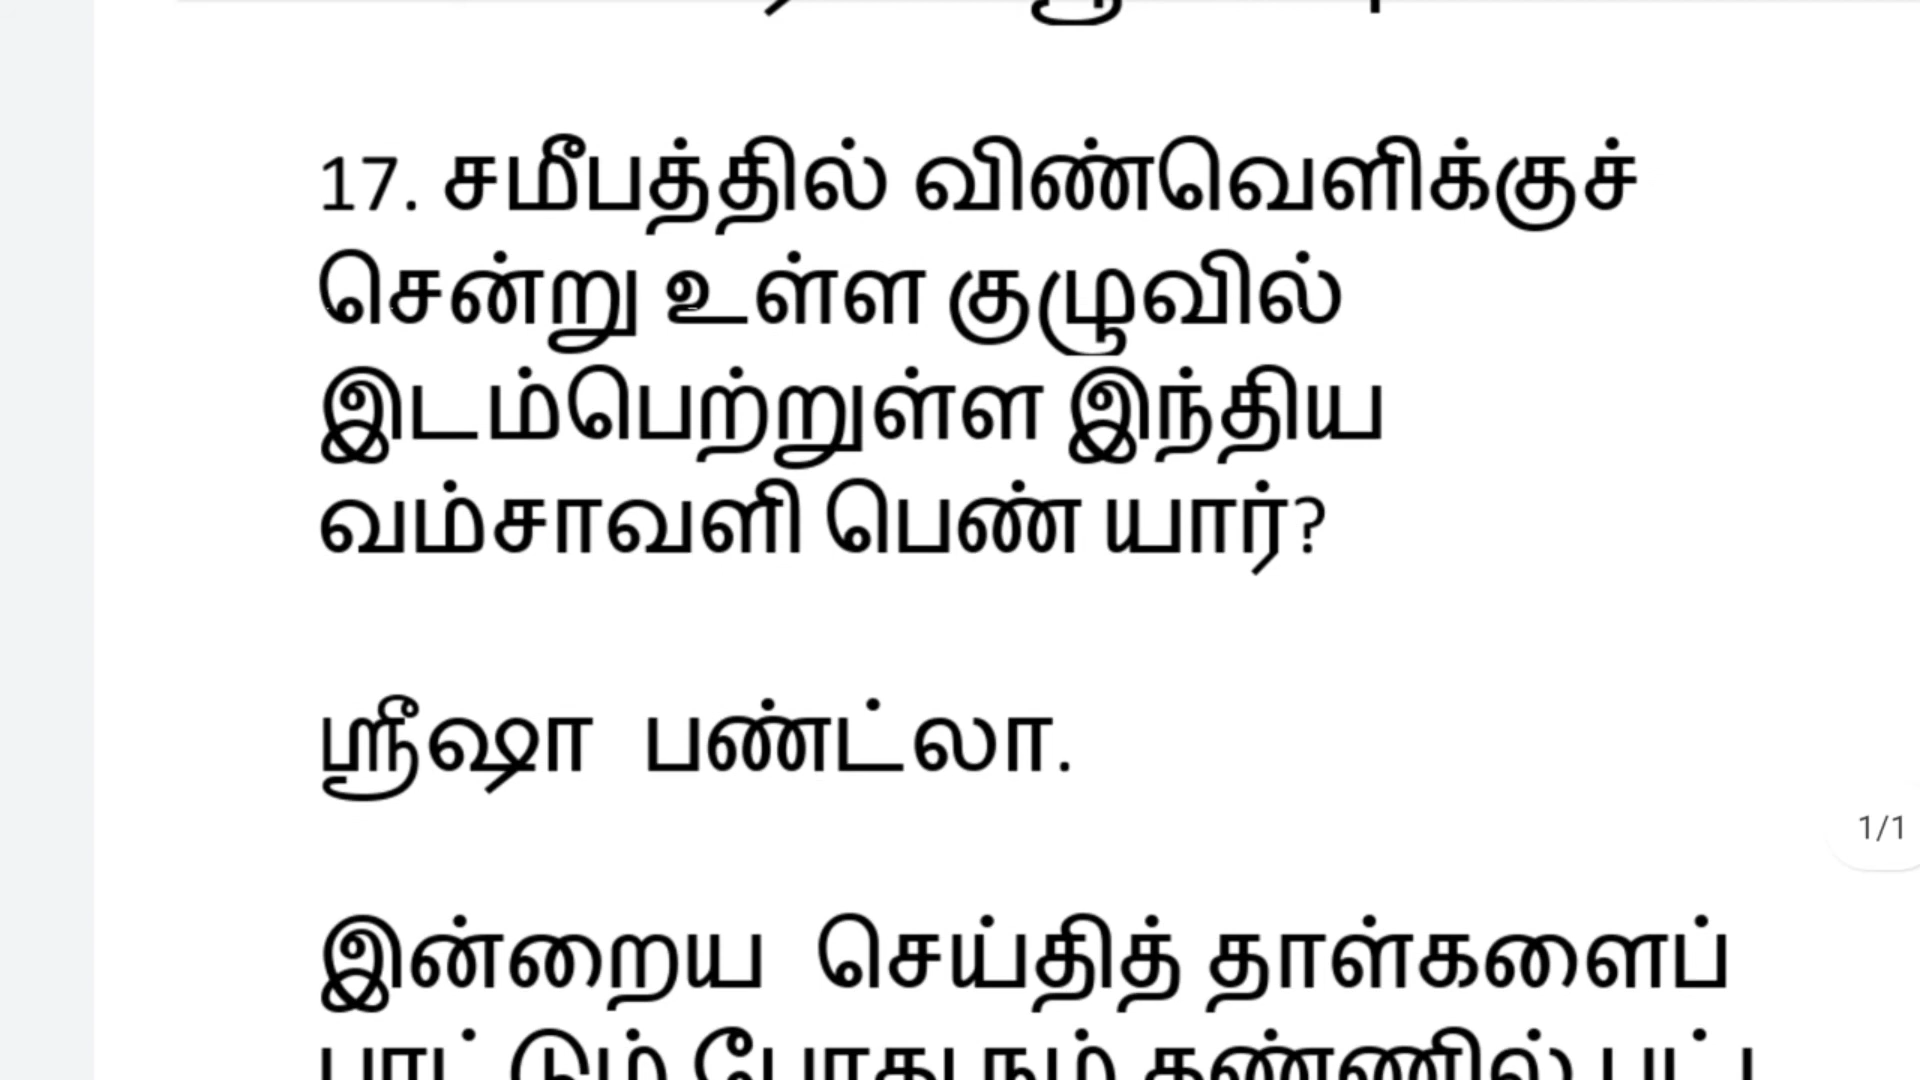 17. சமீபத்தில் விண்வெளிக்குச்
சென்று உள்ள குழுவில்
இடம்பெற்றுள்ள இந்திய
வம்சாவளி பெண் யார்?
ஸ்ரீஷா பண்ட்லா.
1/1
இன்றைய செய்தித் தாள்களைப்